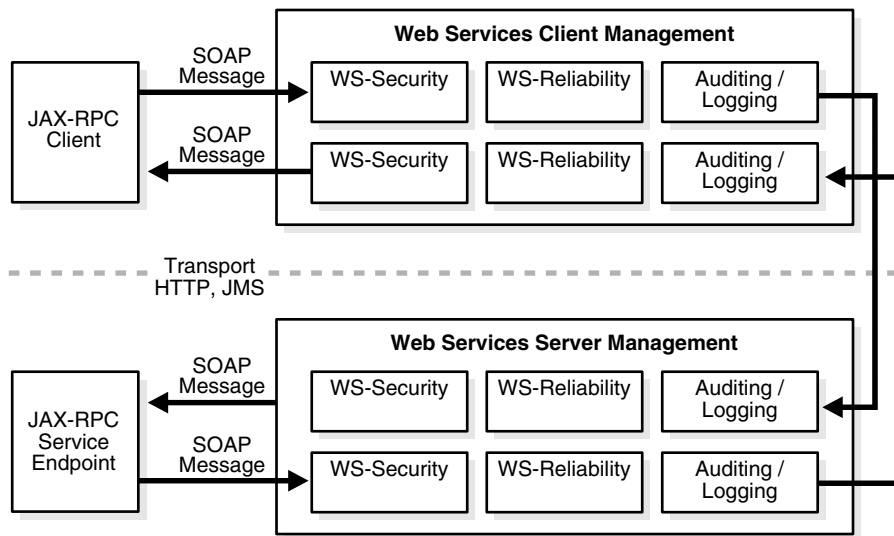 Web Services Client Management
SOAP
Message
WS-Security
WS-Reliability
Auditing /
Logging
JAX-RPC
Client
SOAP
Message
WS-Security
WS-Reliability
Auditing /
Logging
Transport
HTTP, JMS
Web Services Server Management
SOAP
Message
WS-Security
WS-Reliability
Auditing /
Logging
JAX-RPC
Service
Endpoint
SOAP
Message
WS-Security
WS-Reliability
Auditing /
Logging